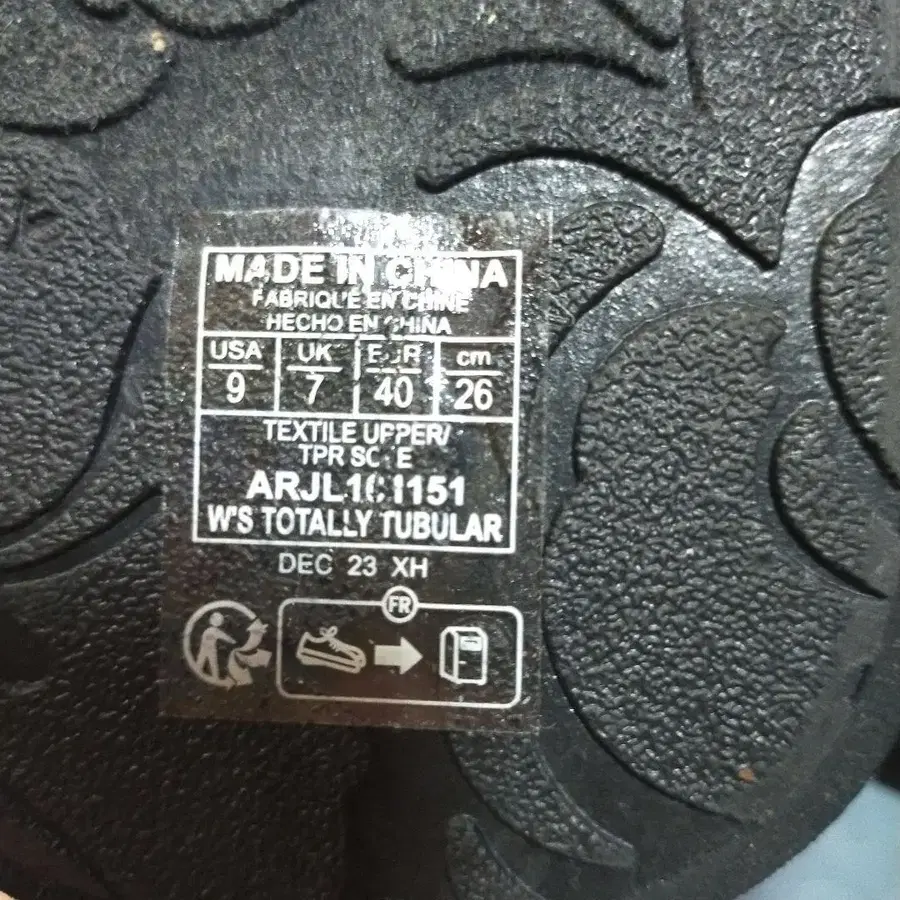 MADE IN CHINA
FABRIQUE EN CHINE
HECHO EN CHINA
USA UK EUR cm
9 7 40 26
TEXTILE UPPER/
TPR SOLE
W'S TOTALLY TUBULAR
DEC 23 XH
FR